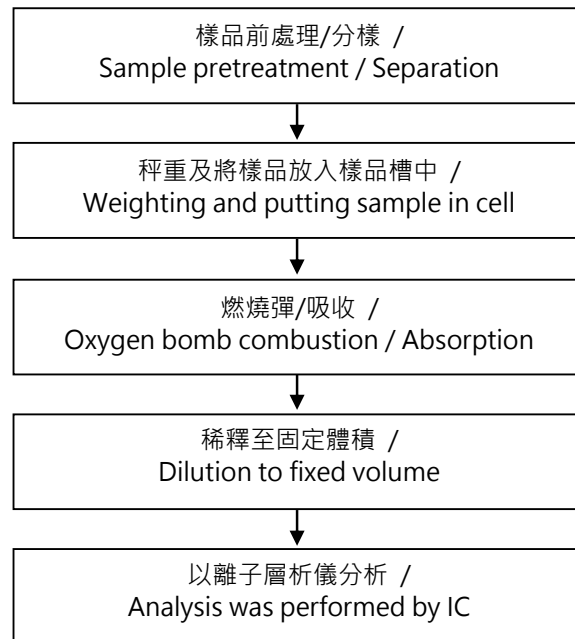 樣品前處理/分樣 /
Sample pretreatment / Separation
秤重及將樣品放入樣品槽中 /
Weighting and putting sample in cell
燃燒彈/吸收 /
Oxygen bomb combustion / Absorption
稀釋至固定體積 /
Dilution to fixed volume
以離子層析儀分析 /
Analysis was performed by IC